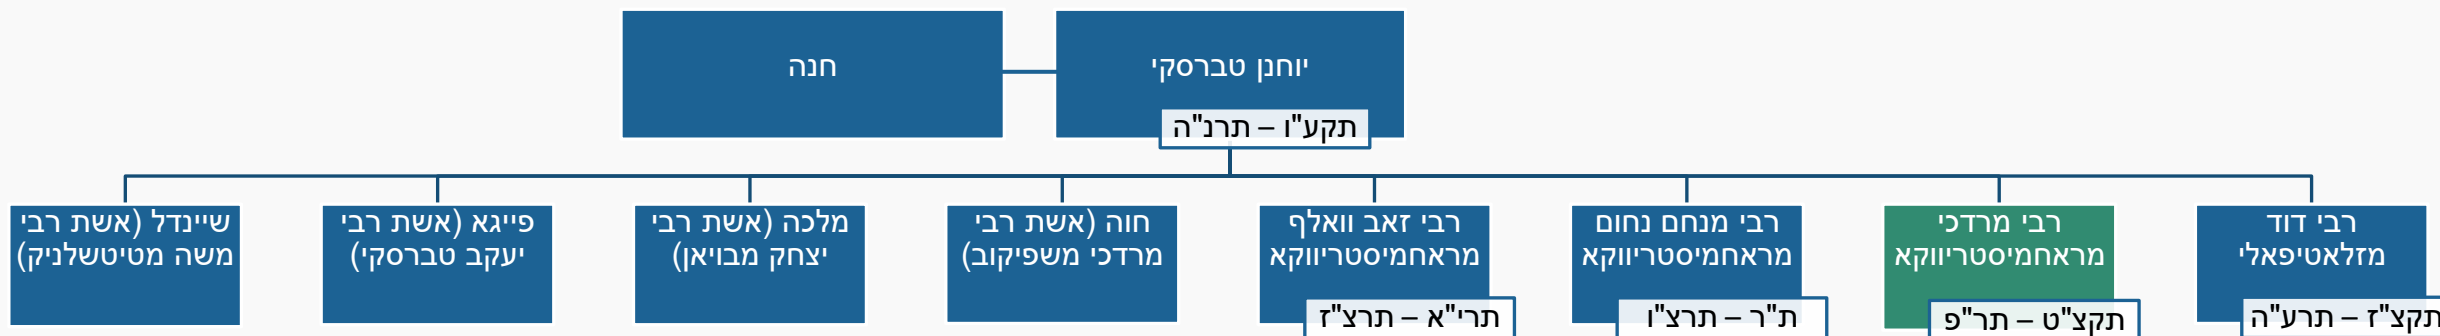 יוחנן טברסקי
תקע"ו – תרנ"ה
חנה
רבי דוד
מזלאטיפאלי
תקצ"ז – תרע"ה
רבי מרדכי
מראחמיסטריווקא
תקצ"ט – תר"פ
רבי מנחם נחום
מראחמיסטריווקא
ת"ר – תרצ"ו
רבי זאב וואלף
מראחמיסטריווקא
תרי"א – תרצ"ז
חוה (אשת רבי
מרדכי משפיקוב)
מלכה (אשת רבי
יצחק מבויאן)
פייגא (אשת רבי
יעקב טברסקי)
שיינדל (אשת רבי
משה מטיטשלניק)